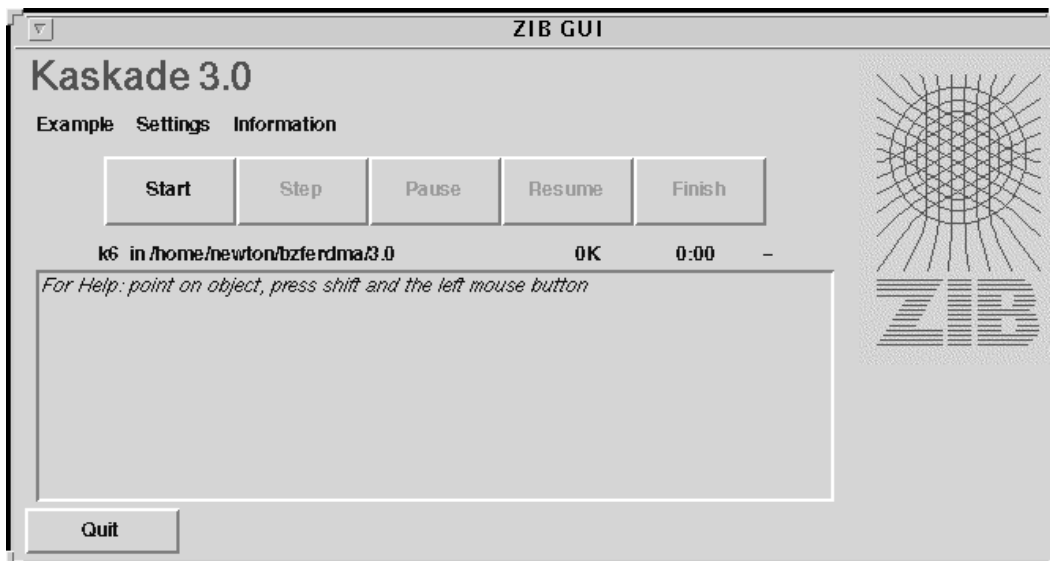 ZIB GUI
Kaskade 3.0
Example Settings Information
Start Step Pause Resume Finish
k6 in /home/newton/bzferdma/3.0 0K 0:00 –
For Help: point on object, press shift and the left mouse button
ZIB
Quit